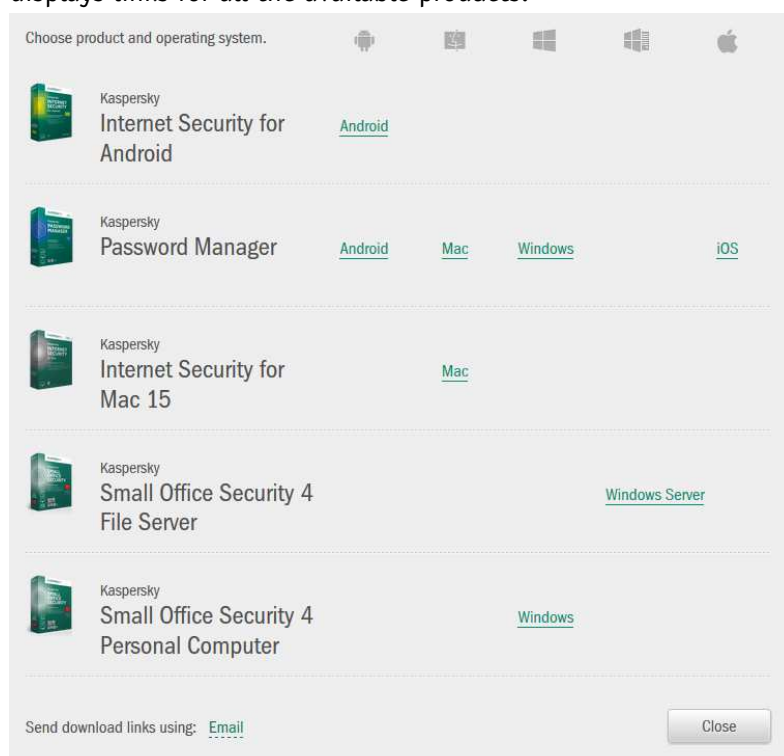 displays links for all the available products.
Choose product and operating system.
Kaspersky
Internet Security for
Android
Android
Kaspersky
Password Manager
Android Mac Windows iOS
Kaspersky
Internet Security for
Mac 15
Mac
Kaspersky
Small Office Security 4
File Server
Windows Server
Kaspersky
Small Office Security 4
Personal Computer
Windows
Send download links using: Email
Close